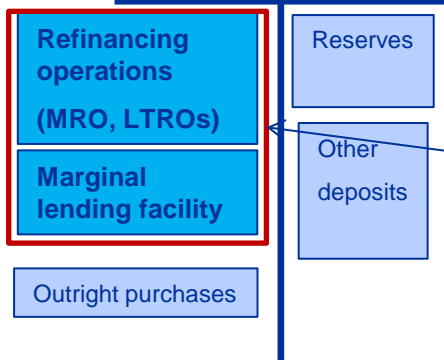 Refinancing
operations
(MRO, LTROs)
Marginal
lending facility
Outright purchases
Reserves
Other
deposits